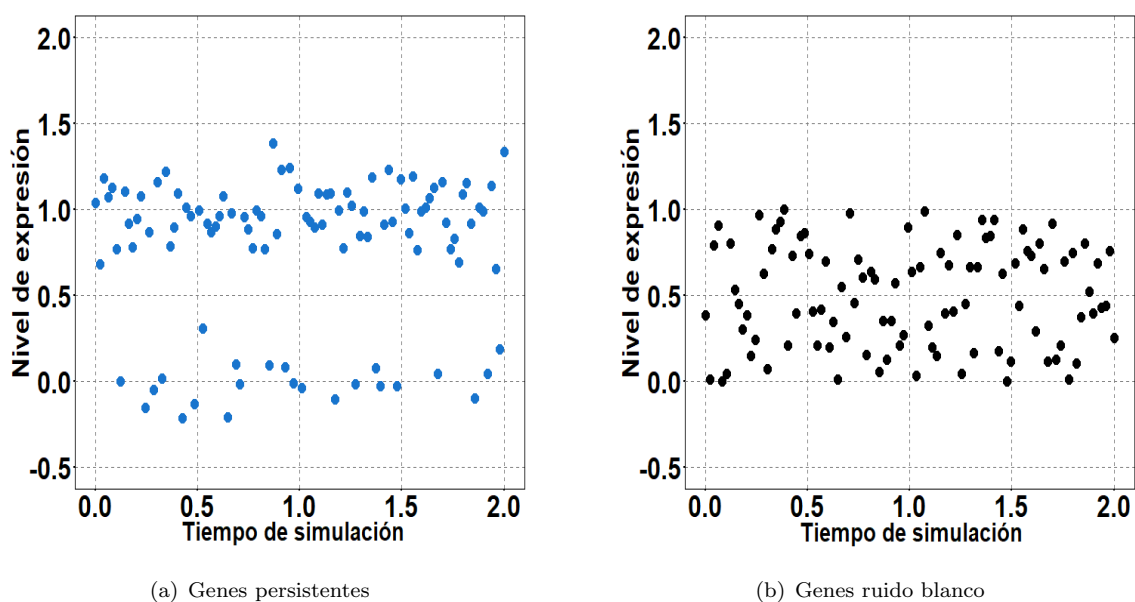 2.0
1.5
1.0
0.5
0.0
-0.5
Nivel de expresión
0.0 0.5 1.0 1.5 2.0
Tiempo de simulación
(a) Genes persistentes
2.0
1.5
1.0
0.5
0.0
-0.5
Nivel de expresión
0.0 0.5 1.0 1.5 2.0
Tiempo de simulación
(b) Genes ruido blanco